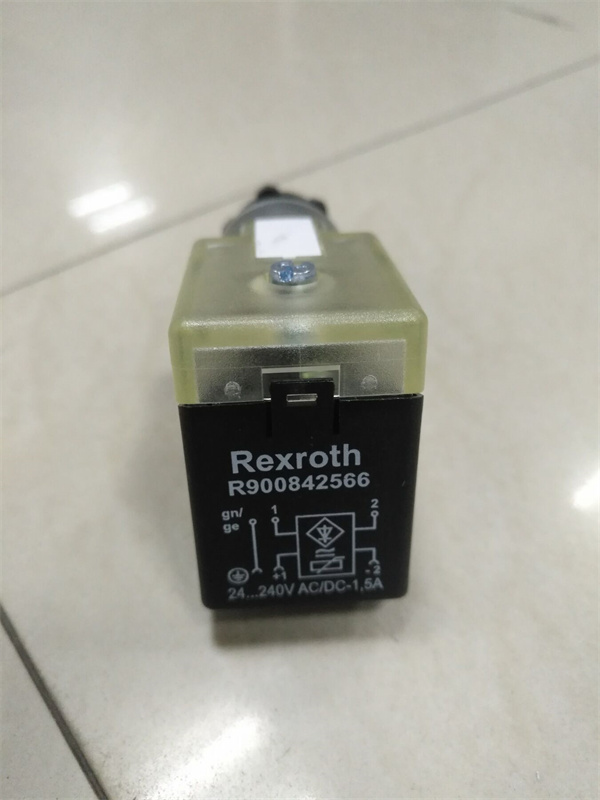 Rexroth
R900842566
gn/ 1 2
ge
+1 - 2
24...240V AC/DC-1,5A